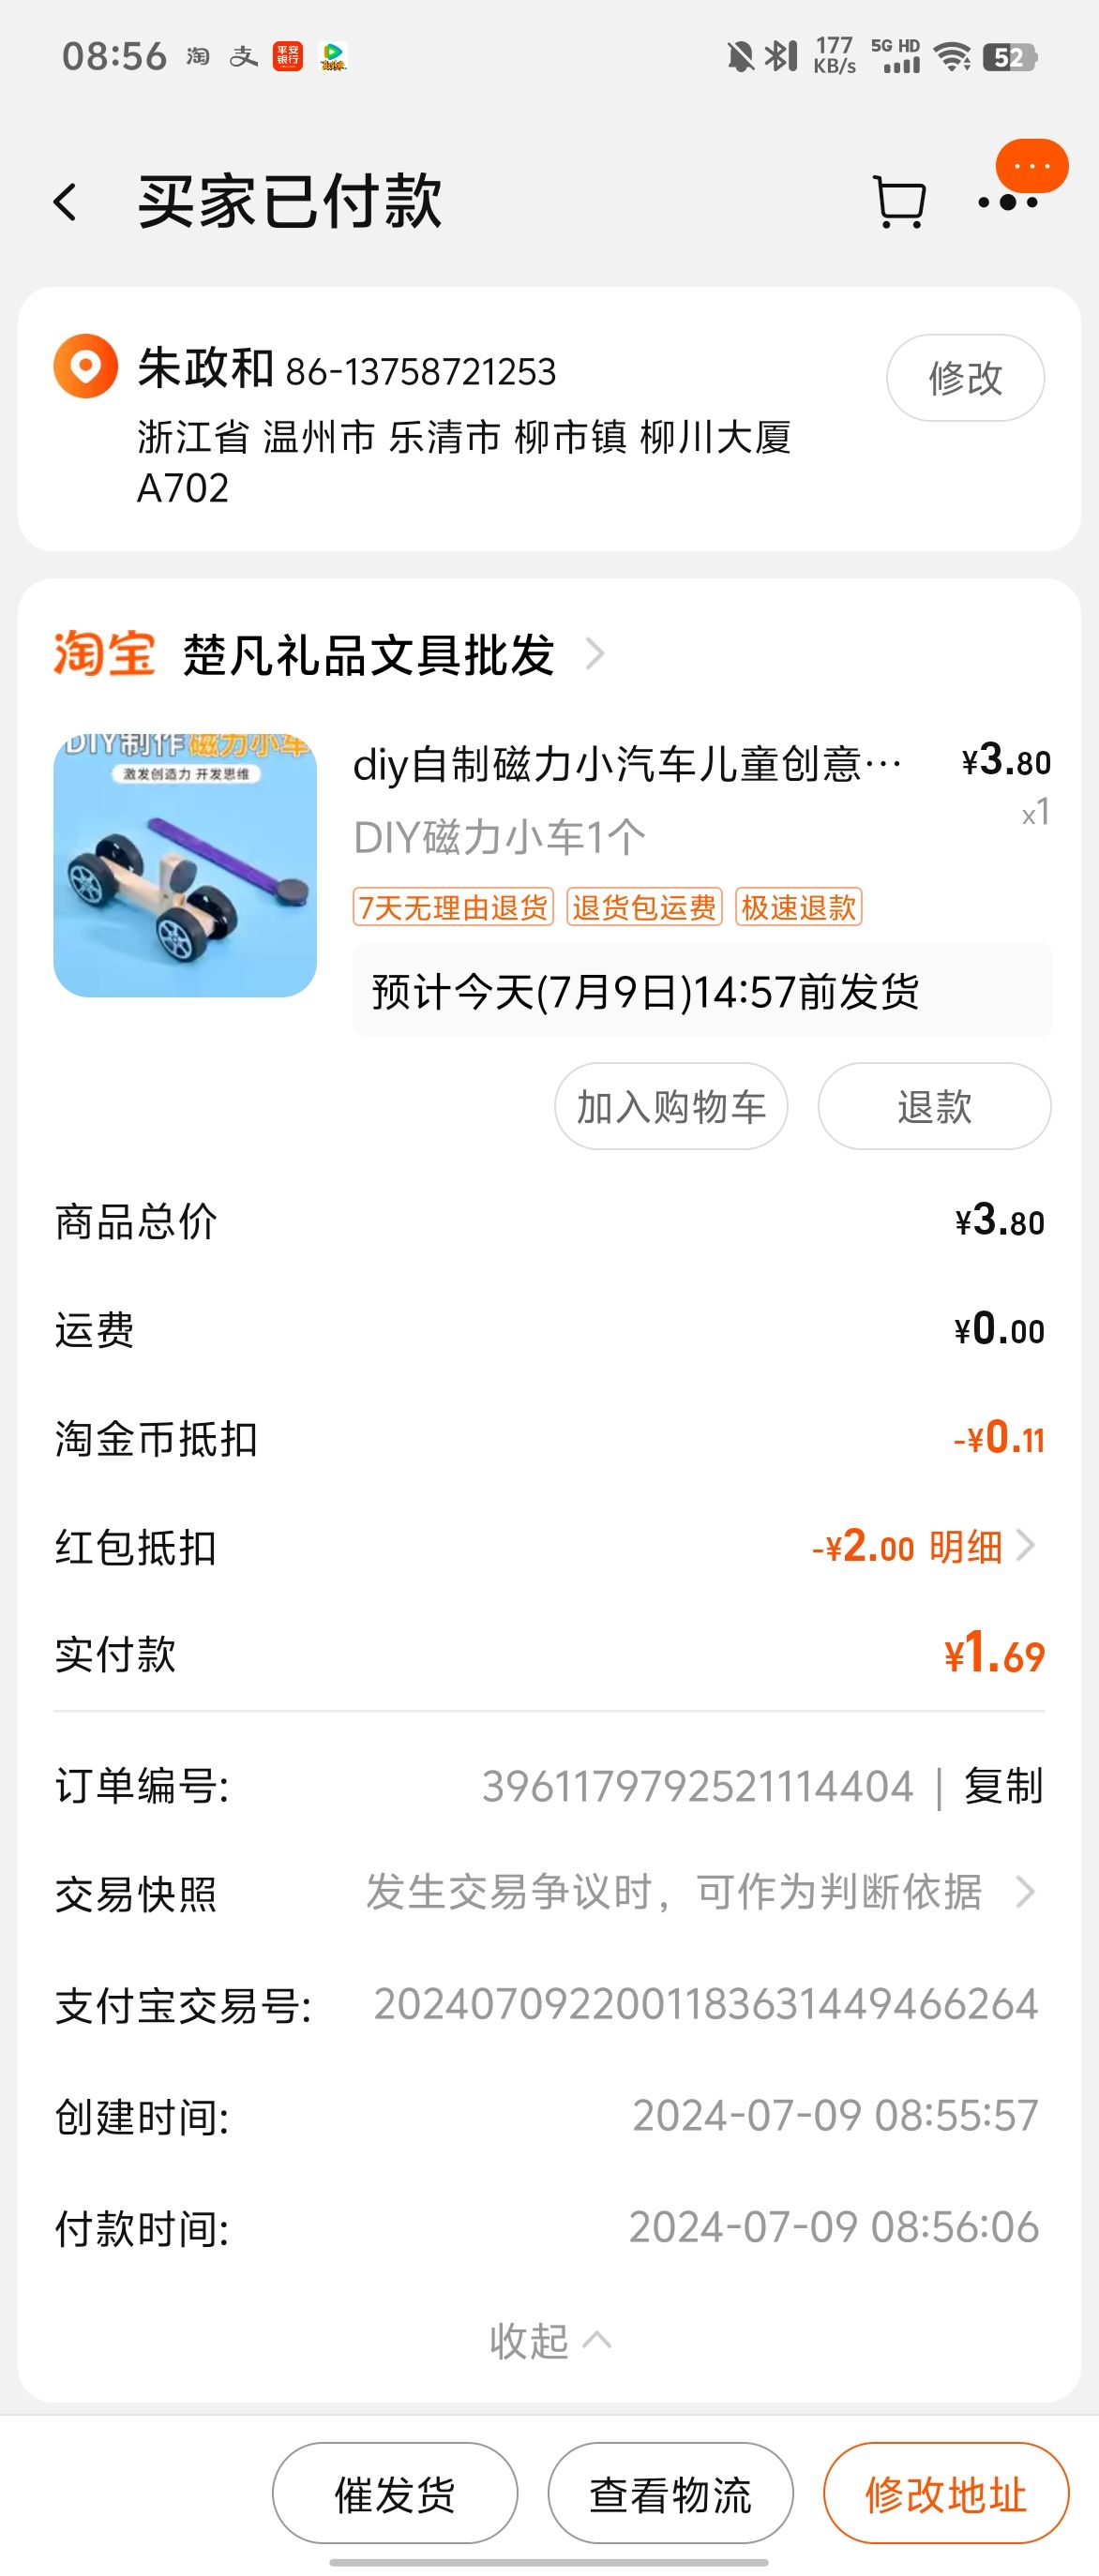 08:56 淘 支 平安银行 177 KB/s 5G HD 52
买家已付款
朱政和 86-13758721253 修改
浙江省 温州市 乐清市 柳市镇 柳川大厦
A702
淘宝 楚凡礼品文具批发
DIY制作磁力小车
激发创造力 开发思维
diy自制磁力小汽车儿童创意… ¥3.80
DIY磁力小车1个 x1
7天无理由退货 退货包运费 极速退款
预计今天(7月9日)14:57前发货
加入购物车 退款
商品总价 ¥3.80
运费 ¥0.00
淘金币抵扣 -¥0.11
红包抵扣 -¥2.00 明细
实付款 ¥1.69
订单编号: 3961179792521114404 | 复制
交易快照 发生交易争议时，可作为判断依据
支付宝交易号: 2024070922001183631449466264
创建时间: 2024-07-09 08:55:57
付款时间: 2024-07-09 08:56:06
收起
催发货 查看物流 修改地址